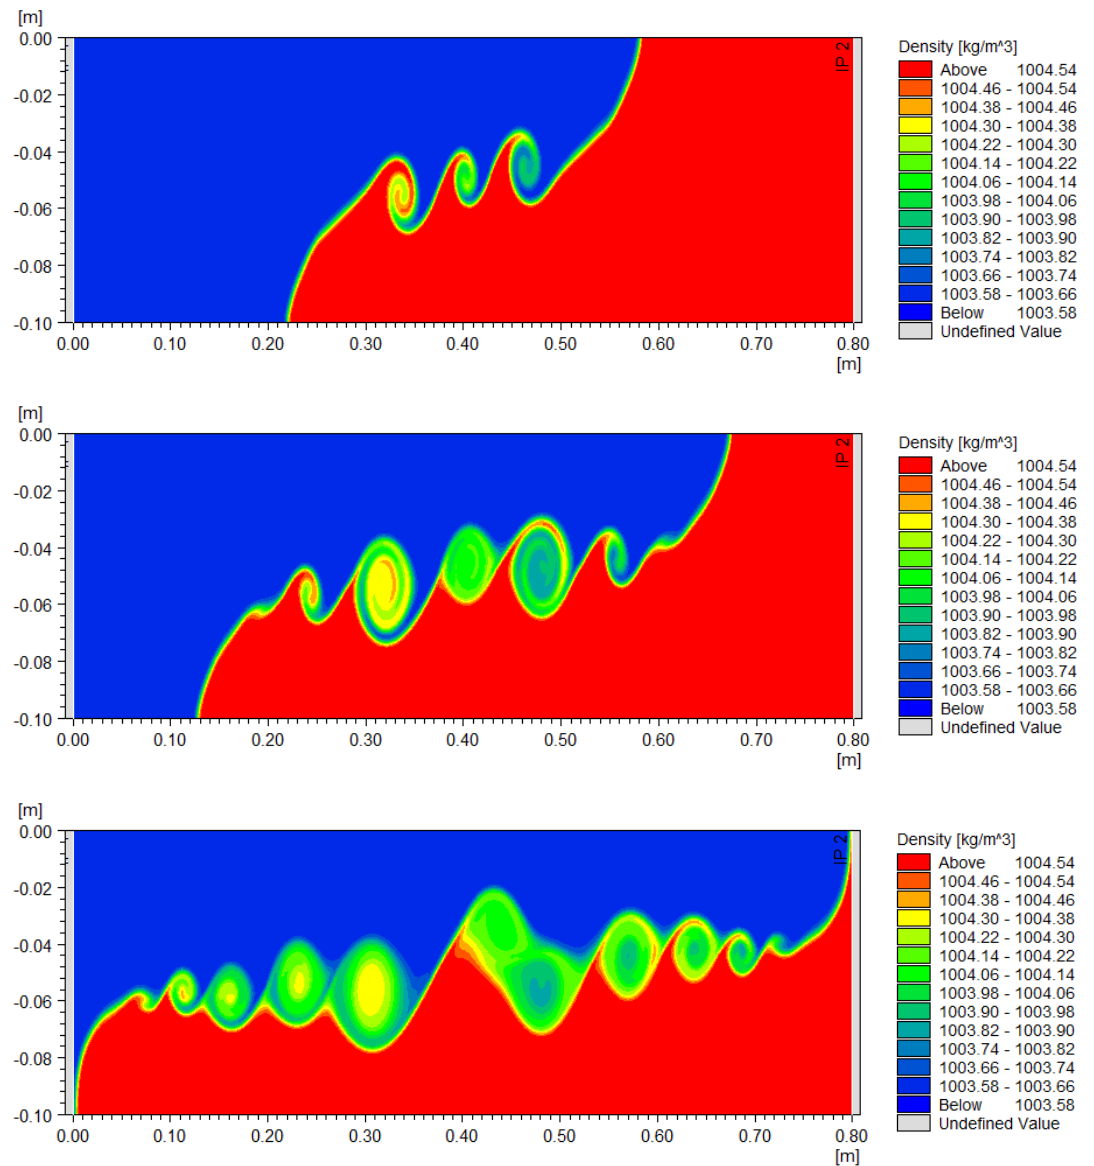 [m]
0.00
-0.02
-0.04
-0.06
-0.08
-0.10
0.00 0.10 0.20 0.30 0.40 0.50 0.60 0.70 0.80
[m]
IP 2
Density [kg/m^3]
Above 1004.54
1004.46 - 1004.54
1004.38 - 1004.46
1004.30 - 1004.38
1004.22 - 1004.30
1004.14 - 1004.22
1004.06 - 1004.14
1003.98 - 1004.06
1003.90 - 1003.98
1003.82 - 1003.90
1003.74 - 1003.82
1003.66 - 1003.74
1003.58 - 1003.66
Below 1003.58
Undefined Value
[m]
0.00
-0.02
-0.04
-0.06
-0.08
-0.10
0.00 0.10 0.20 0.30 0.40 0.50 0.60 0.70 0.80
[m]
IP 2
Density [kg/m^3]
Above 1004.54
1004.46 - 1004.54
1004.38 - 1004.46
1004.30 - 1004.38
1004.22 - 1004.30
1004.14 - 1004.22
1004.06 - 1004.14
1003.98 - 1004.06
1003.90 - 1003.98
1003.82 - 1003.90
1003.74 - 1003.82
1003.66 - 1003.74
1003.58 - 1003.66
Below 1003.58
Undefined Value
[m]
0.00
-0.02
-0.04
-0.06
-0.08
-0.10
0.00 0.10 0.20 0.30 0.40 0.50 0.60 0.70 0.80
[m]
IP 2
Density [kg/m^3]
Above 1004.54
1004.46 - 1004.54
1004.38 - 1004.46
1004.30 - 1004.38
1004.22 - 1004.30
1004.14 - 1004.22
1004.06 - 1004.14
1003.98 - 1004.06
1003.90 - 1003.98
1003.82 - 1003.90
1003.74 - 1003.82
1003.66 - 1003.74
1003.58 - 1003.66
Below 1003.58
Undefined Value